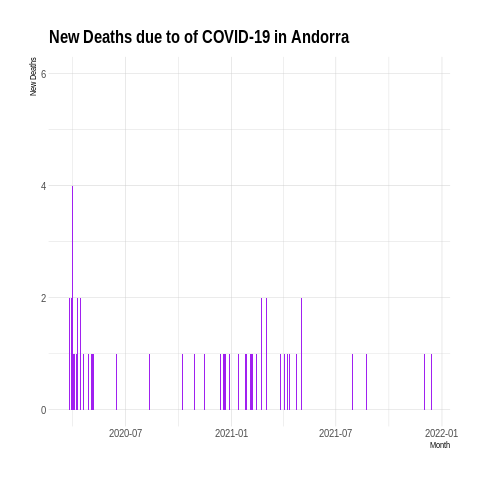 New Deaths due to of COVID-19 in Andorra
New Deaths
6
4
2
0
2020-07 2021-01 2021-07 2022-01
Month